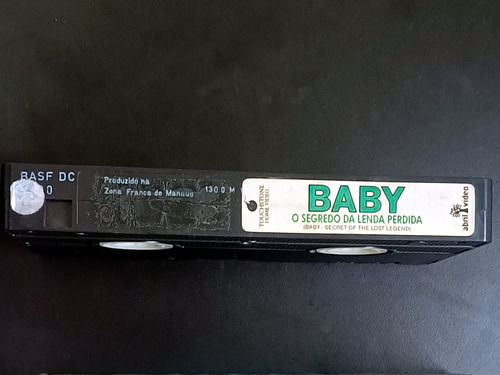 BASF DC
0
Produzido na
Zona Franca de Manaus
1300 M
TOUCHSTONE
HOME VIDEO
BABY
O SEGREDO DA LENDA PERDIDA
(BABY - SECRET OF THE LOST LEGEND)
abril video